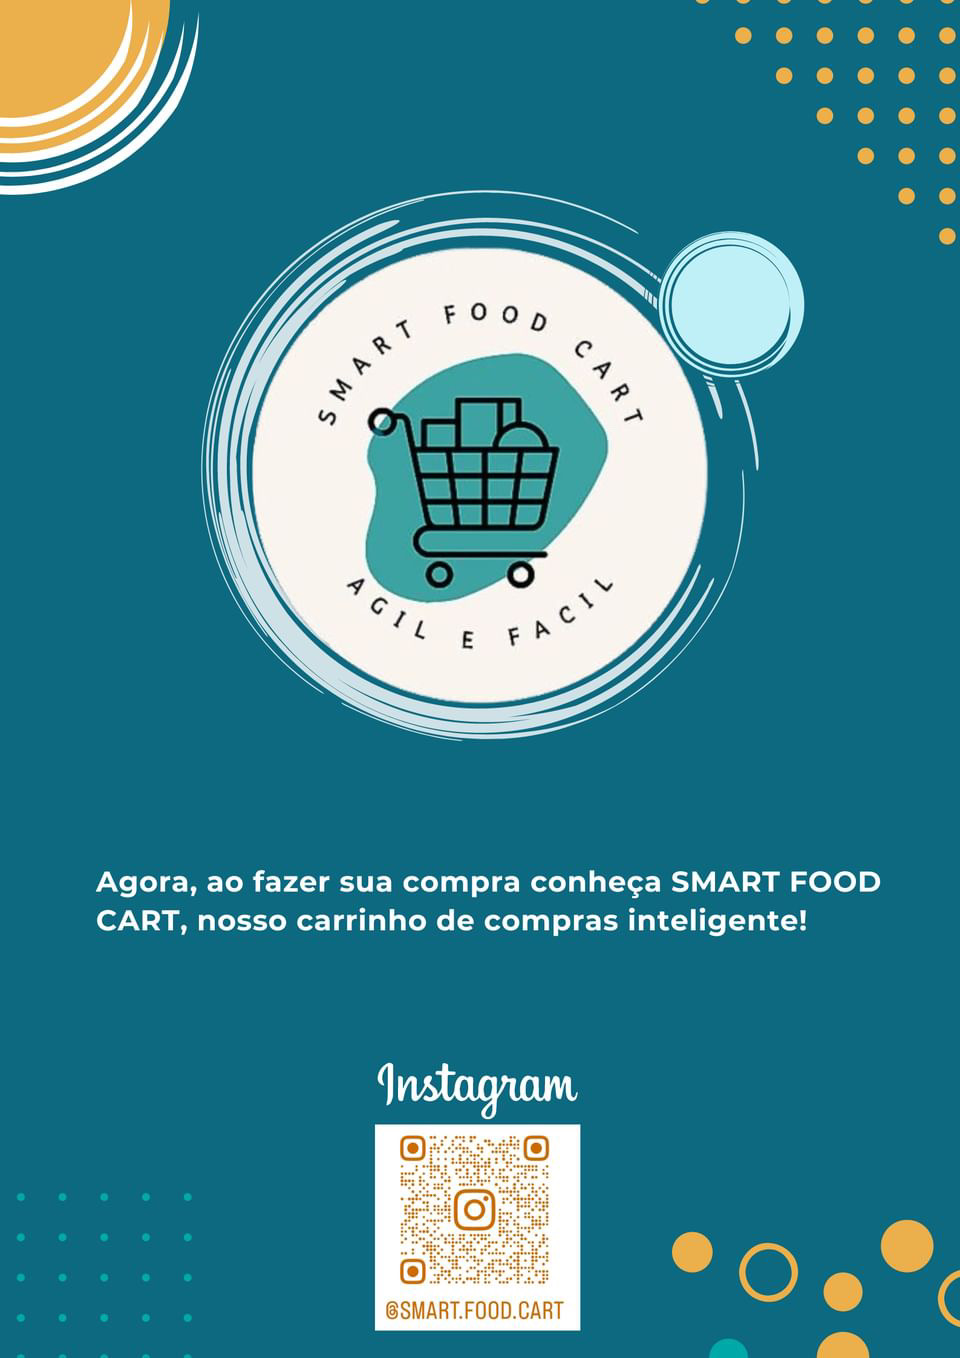 SMART FOOD CART
AGIL E FACIL
Agora, ao fazer sua compra conheça SMART FOOD
CART, nosso carrinho de compras inteligente!
Instagram
@SMART.FOOD.CART